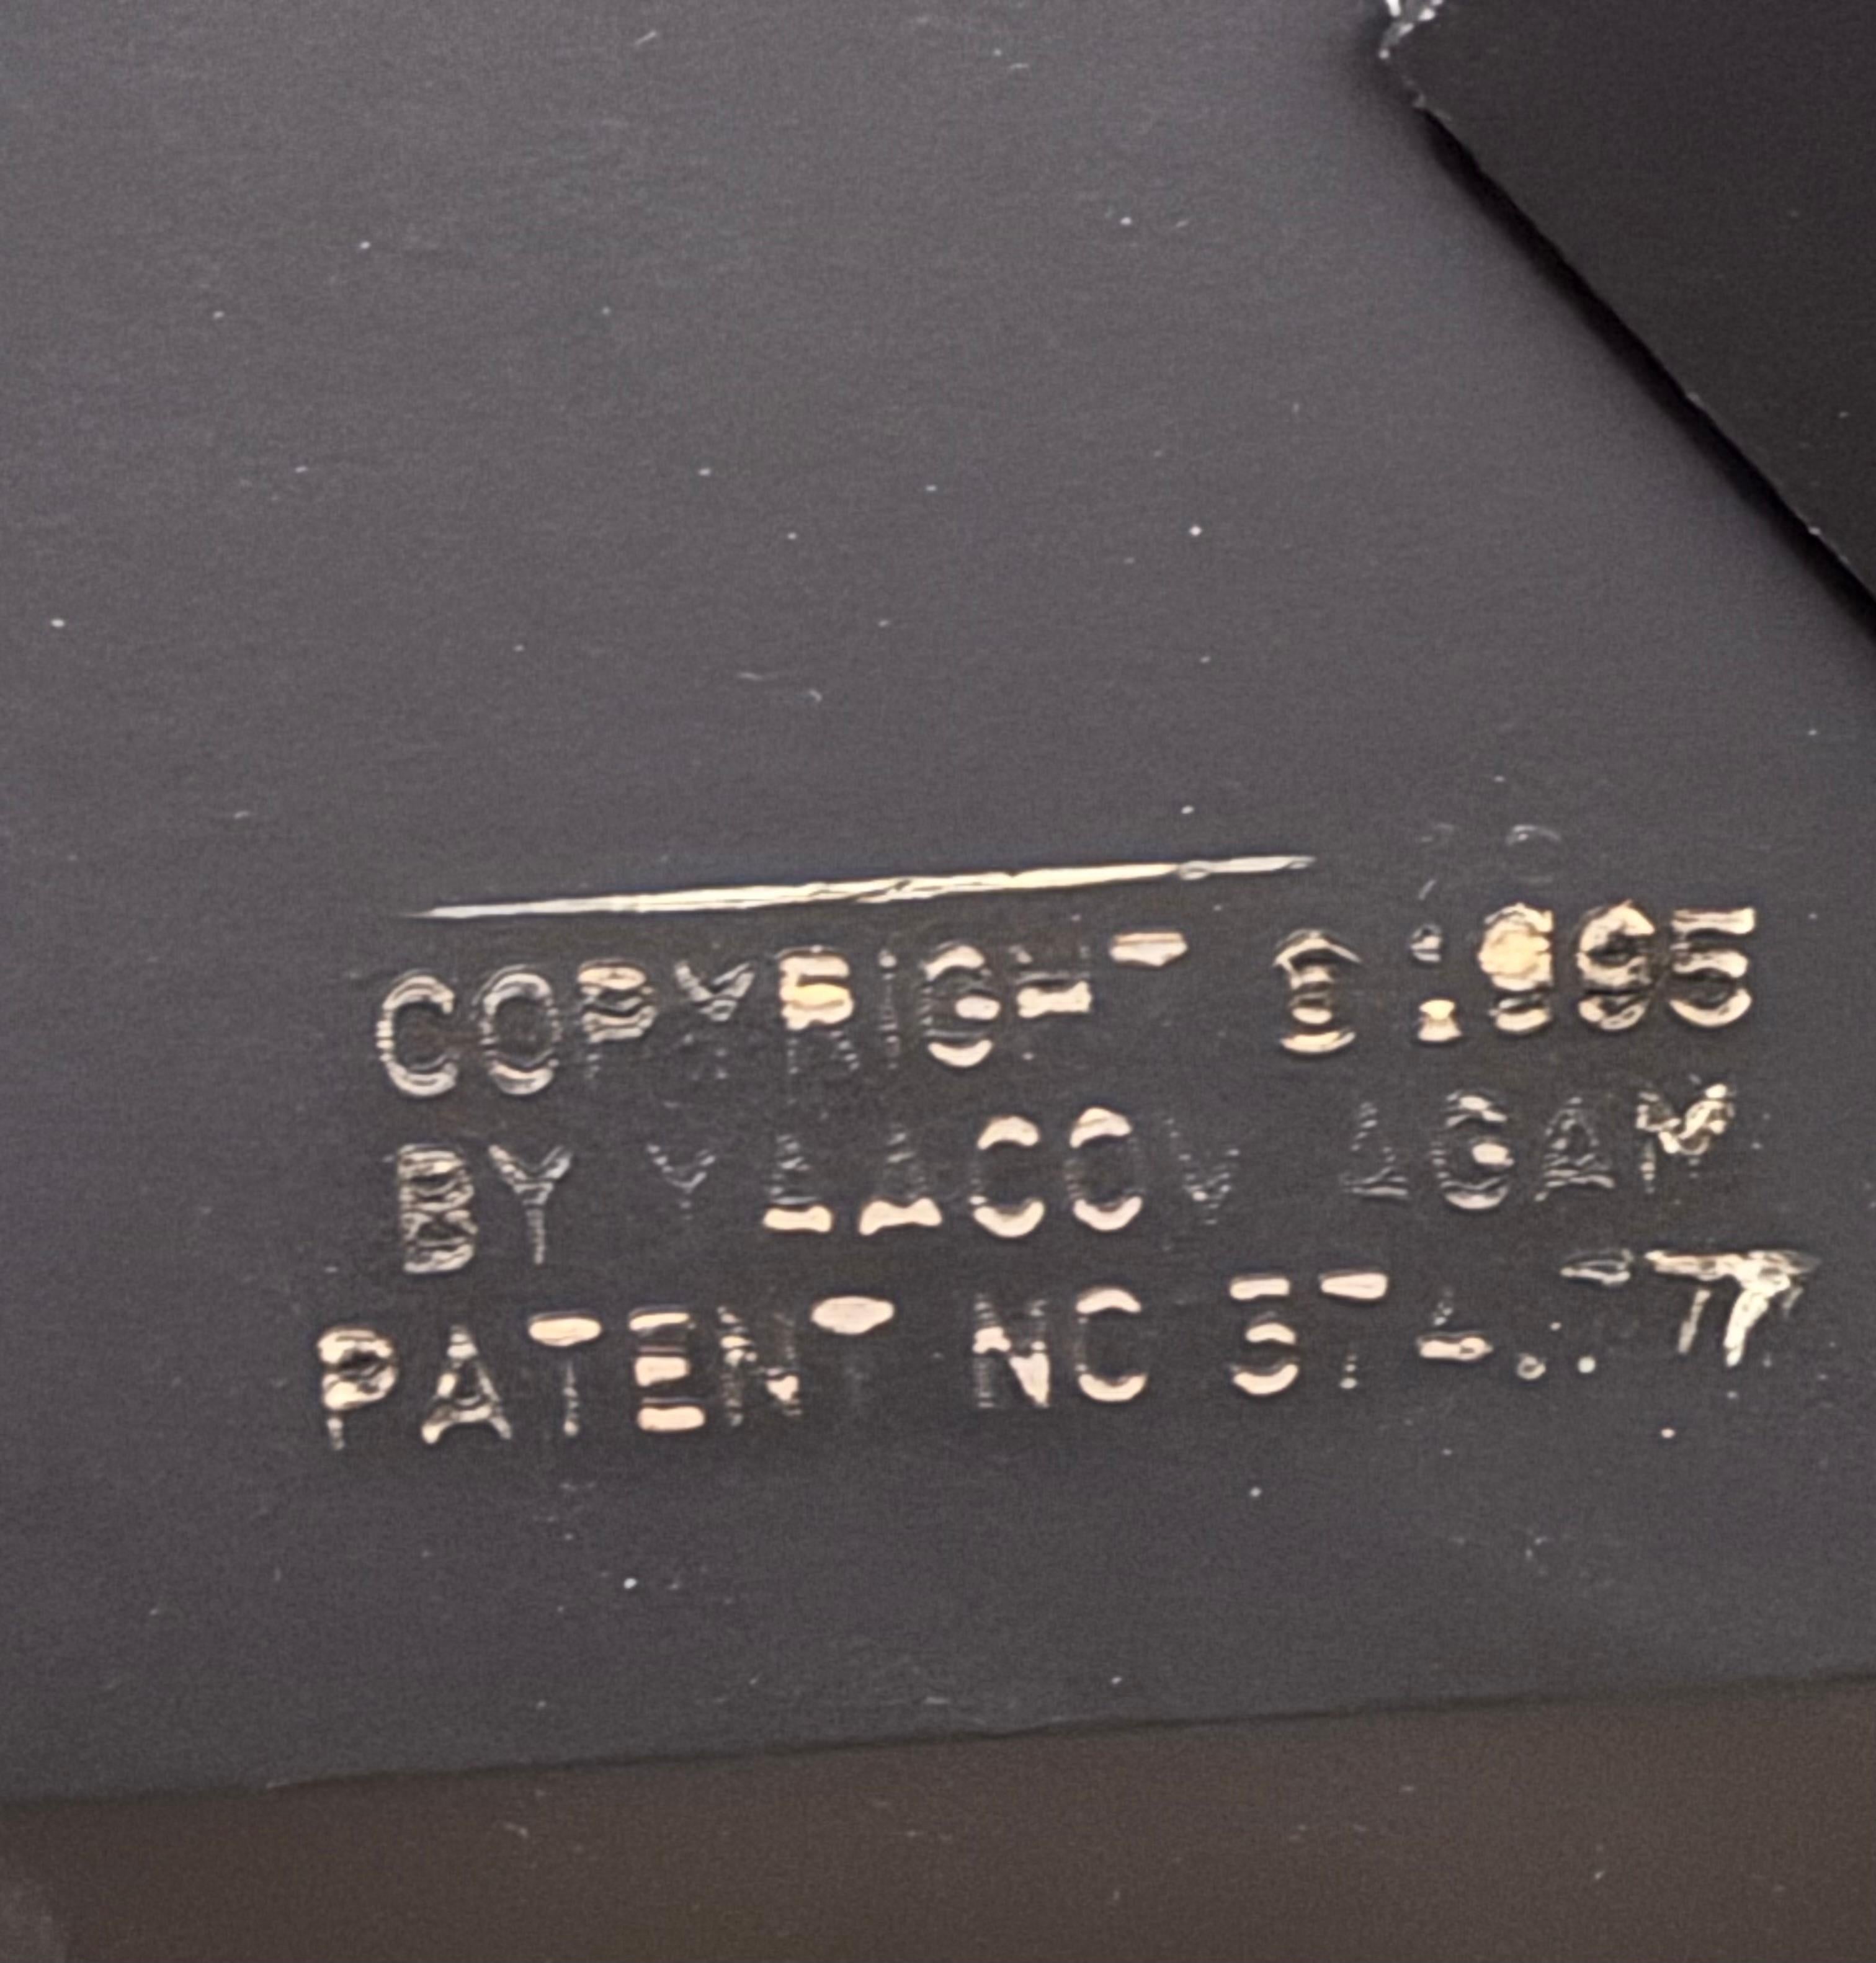 COPYRIGHT © 1995
BY YAACOV AGAM
PATENT NO